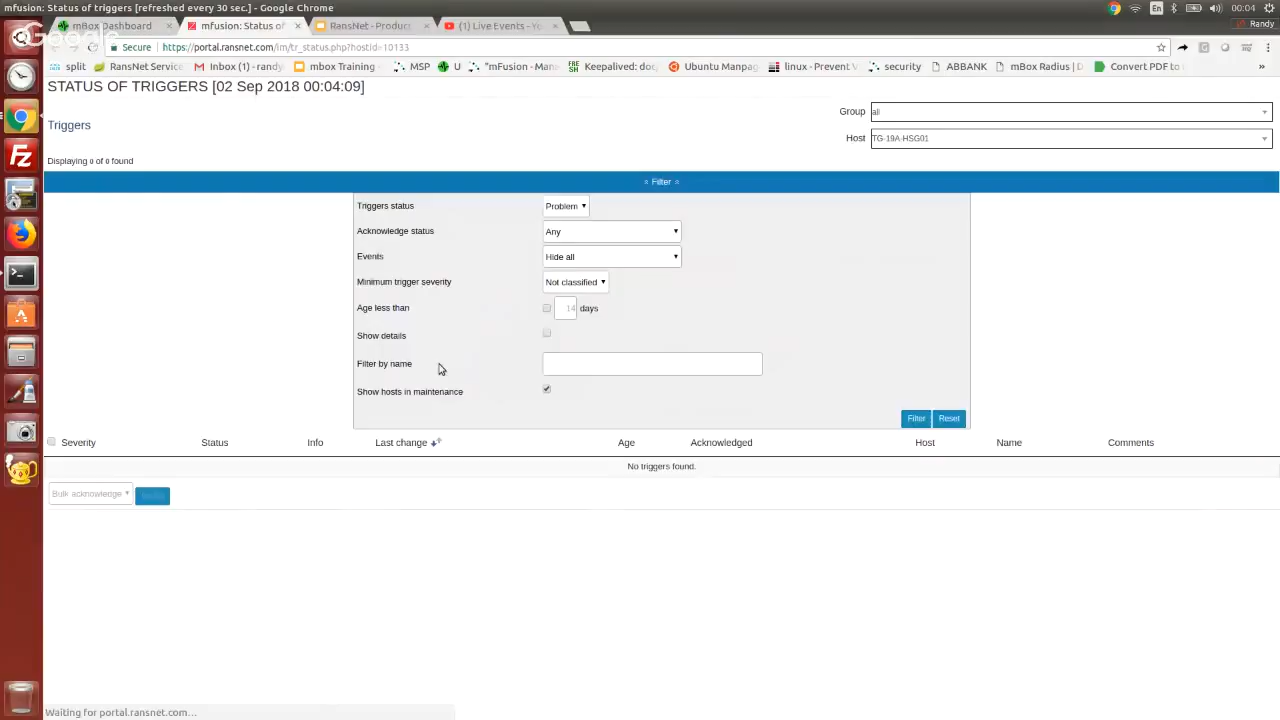 mfusion: Status of triggers [refreshed every 30 sec.] - Google Chrome
En
00:04
Randy
mBox Dashboard
mfusion: Status of
RansNet - Produc
Live Events - Yo
Google
Secure
https://portal.ransnet.com/im/tr_status.php?hostid=10133
split
RansNet Service
Inbox (1) - randy
mbox Training -
MSP
U
"mFusion - Man
Keepalived: doc
Ubuntu Manpag
linux - Prevent V
security
ABBANK
mBox Radius | D
Convert PDF to
»
STATUS OF TRIGGERS [02 Sep 2018 00:04:09]
Group
all
Triggers
Host
TG-19A-HSG01
Displaying 0 of 0 found
Filter
Triggers status
Problem
Acknowledge status
Any
Events
Hide all
Minimum trigger severity
Not classified
Age less than
14 days
Show details
Filter by name
Show hosts in maintenance
Filter
Reset
Severity
Status
Info
Last change
Age
Acknowledged
Host
Name
Comments
No triggers found.
Bulk acknowledge
Waiting for portal.ransnet.com...